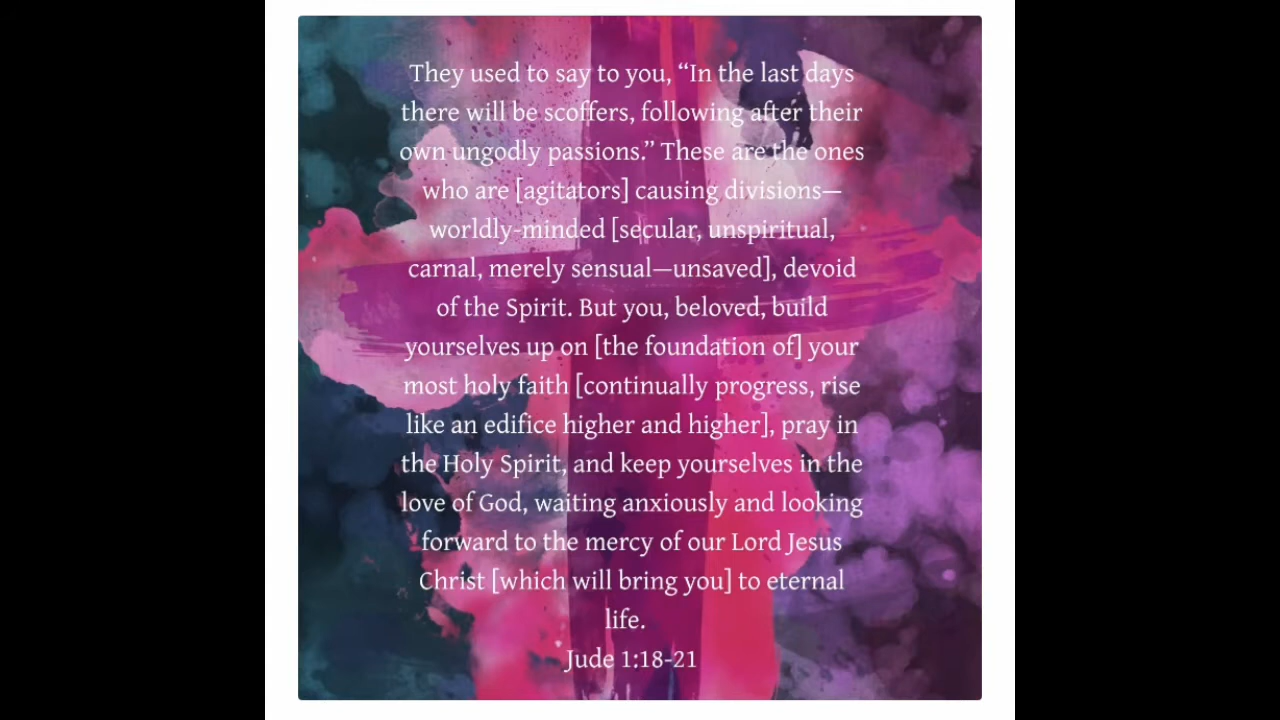 They used to say to you, “In the last days
there will be scoffers, following after their
own ungodly passions.” These are the ones
who are [agitators] causing divisions—
worldly-minded [secular, unspiritual,
carnal, merely sensual—unsaved], devoid
of the Spirit. But you, beloved, build
yourselves up on [the foundation of] your
most holy faith [continually progress, rise
like an edifice higher and higher], pray in
the Holy Spirit, and keep yourselves in the
love of God, waiting anxiously and looking
forward to the mercy of our Lord Jesus
Christ [which will bring you] to eternal
life.
Jude 1:18-21